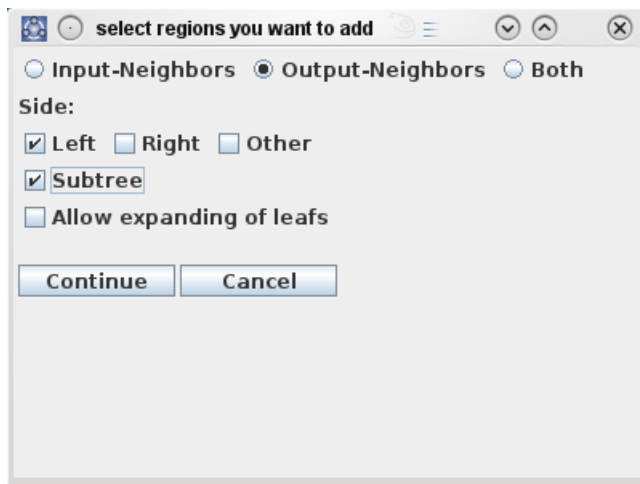 select regions you want to add
Input-Neighbors Output-Neighbors Both
Side:
Left Right Other
Subtree
Allow expanding of leafs
Continue Cancel